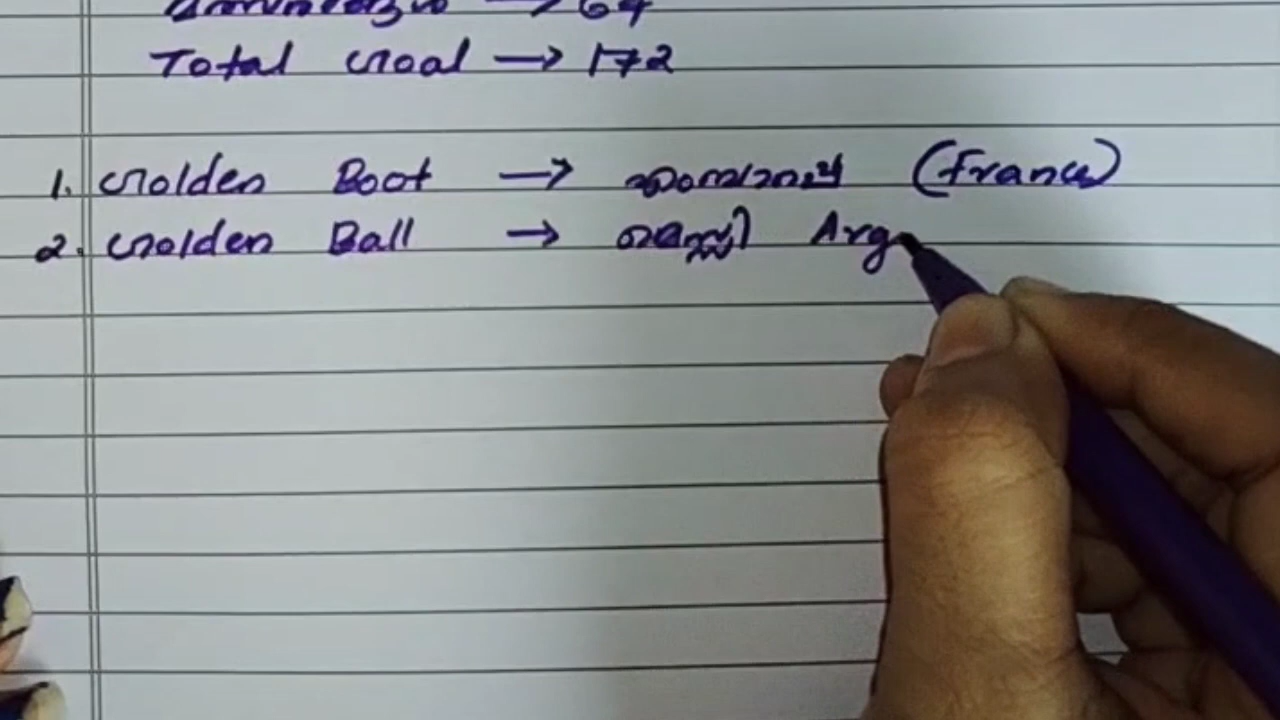 → 64
Total Goal → 172
1. Golden Boot → എംബാപ്പെ (France)
2. Golden Ball → മെസ്സി Arg